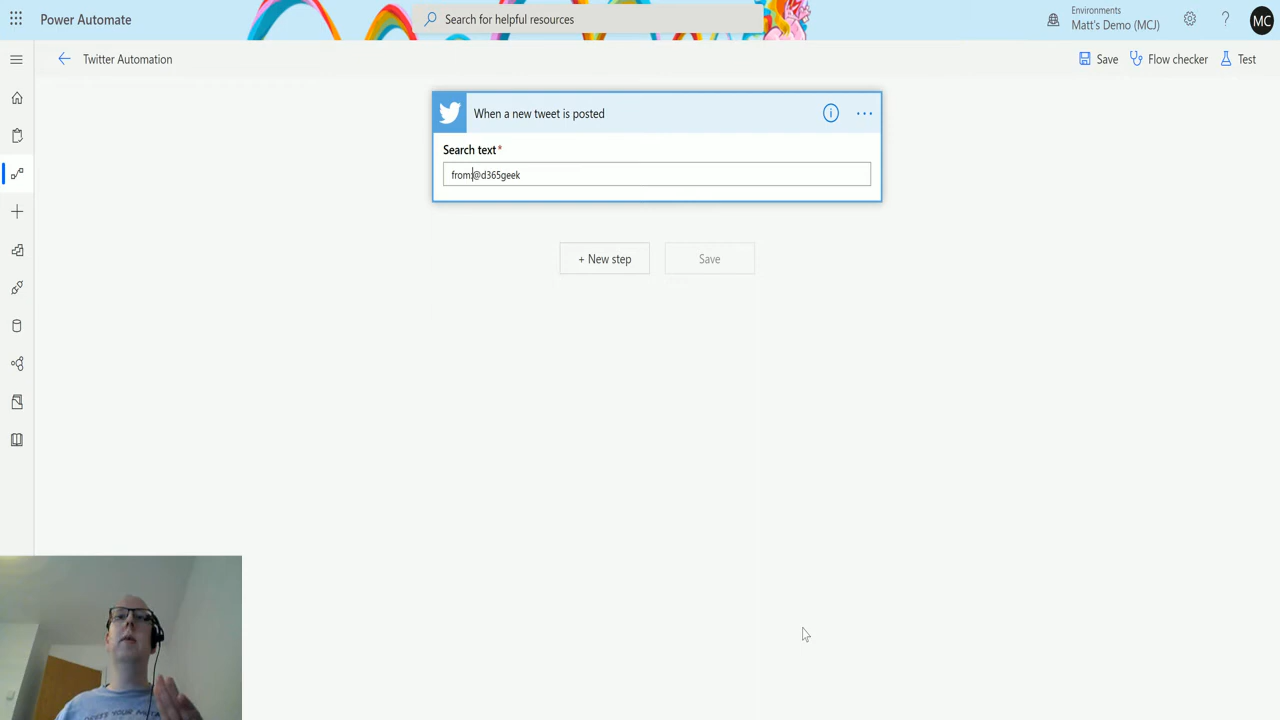 Power Automate
Search for helpful resources
Environments
Matt's Demo (MCJ)
MC
Twitter Automation
Save
Flow checker
Test
When a new tweet is posted
Search text*
from:@d365geek
+ New step
Save